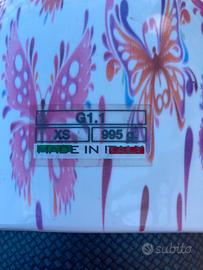 G1.1
XS 995 g.
MADE IN ITALY
subito